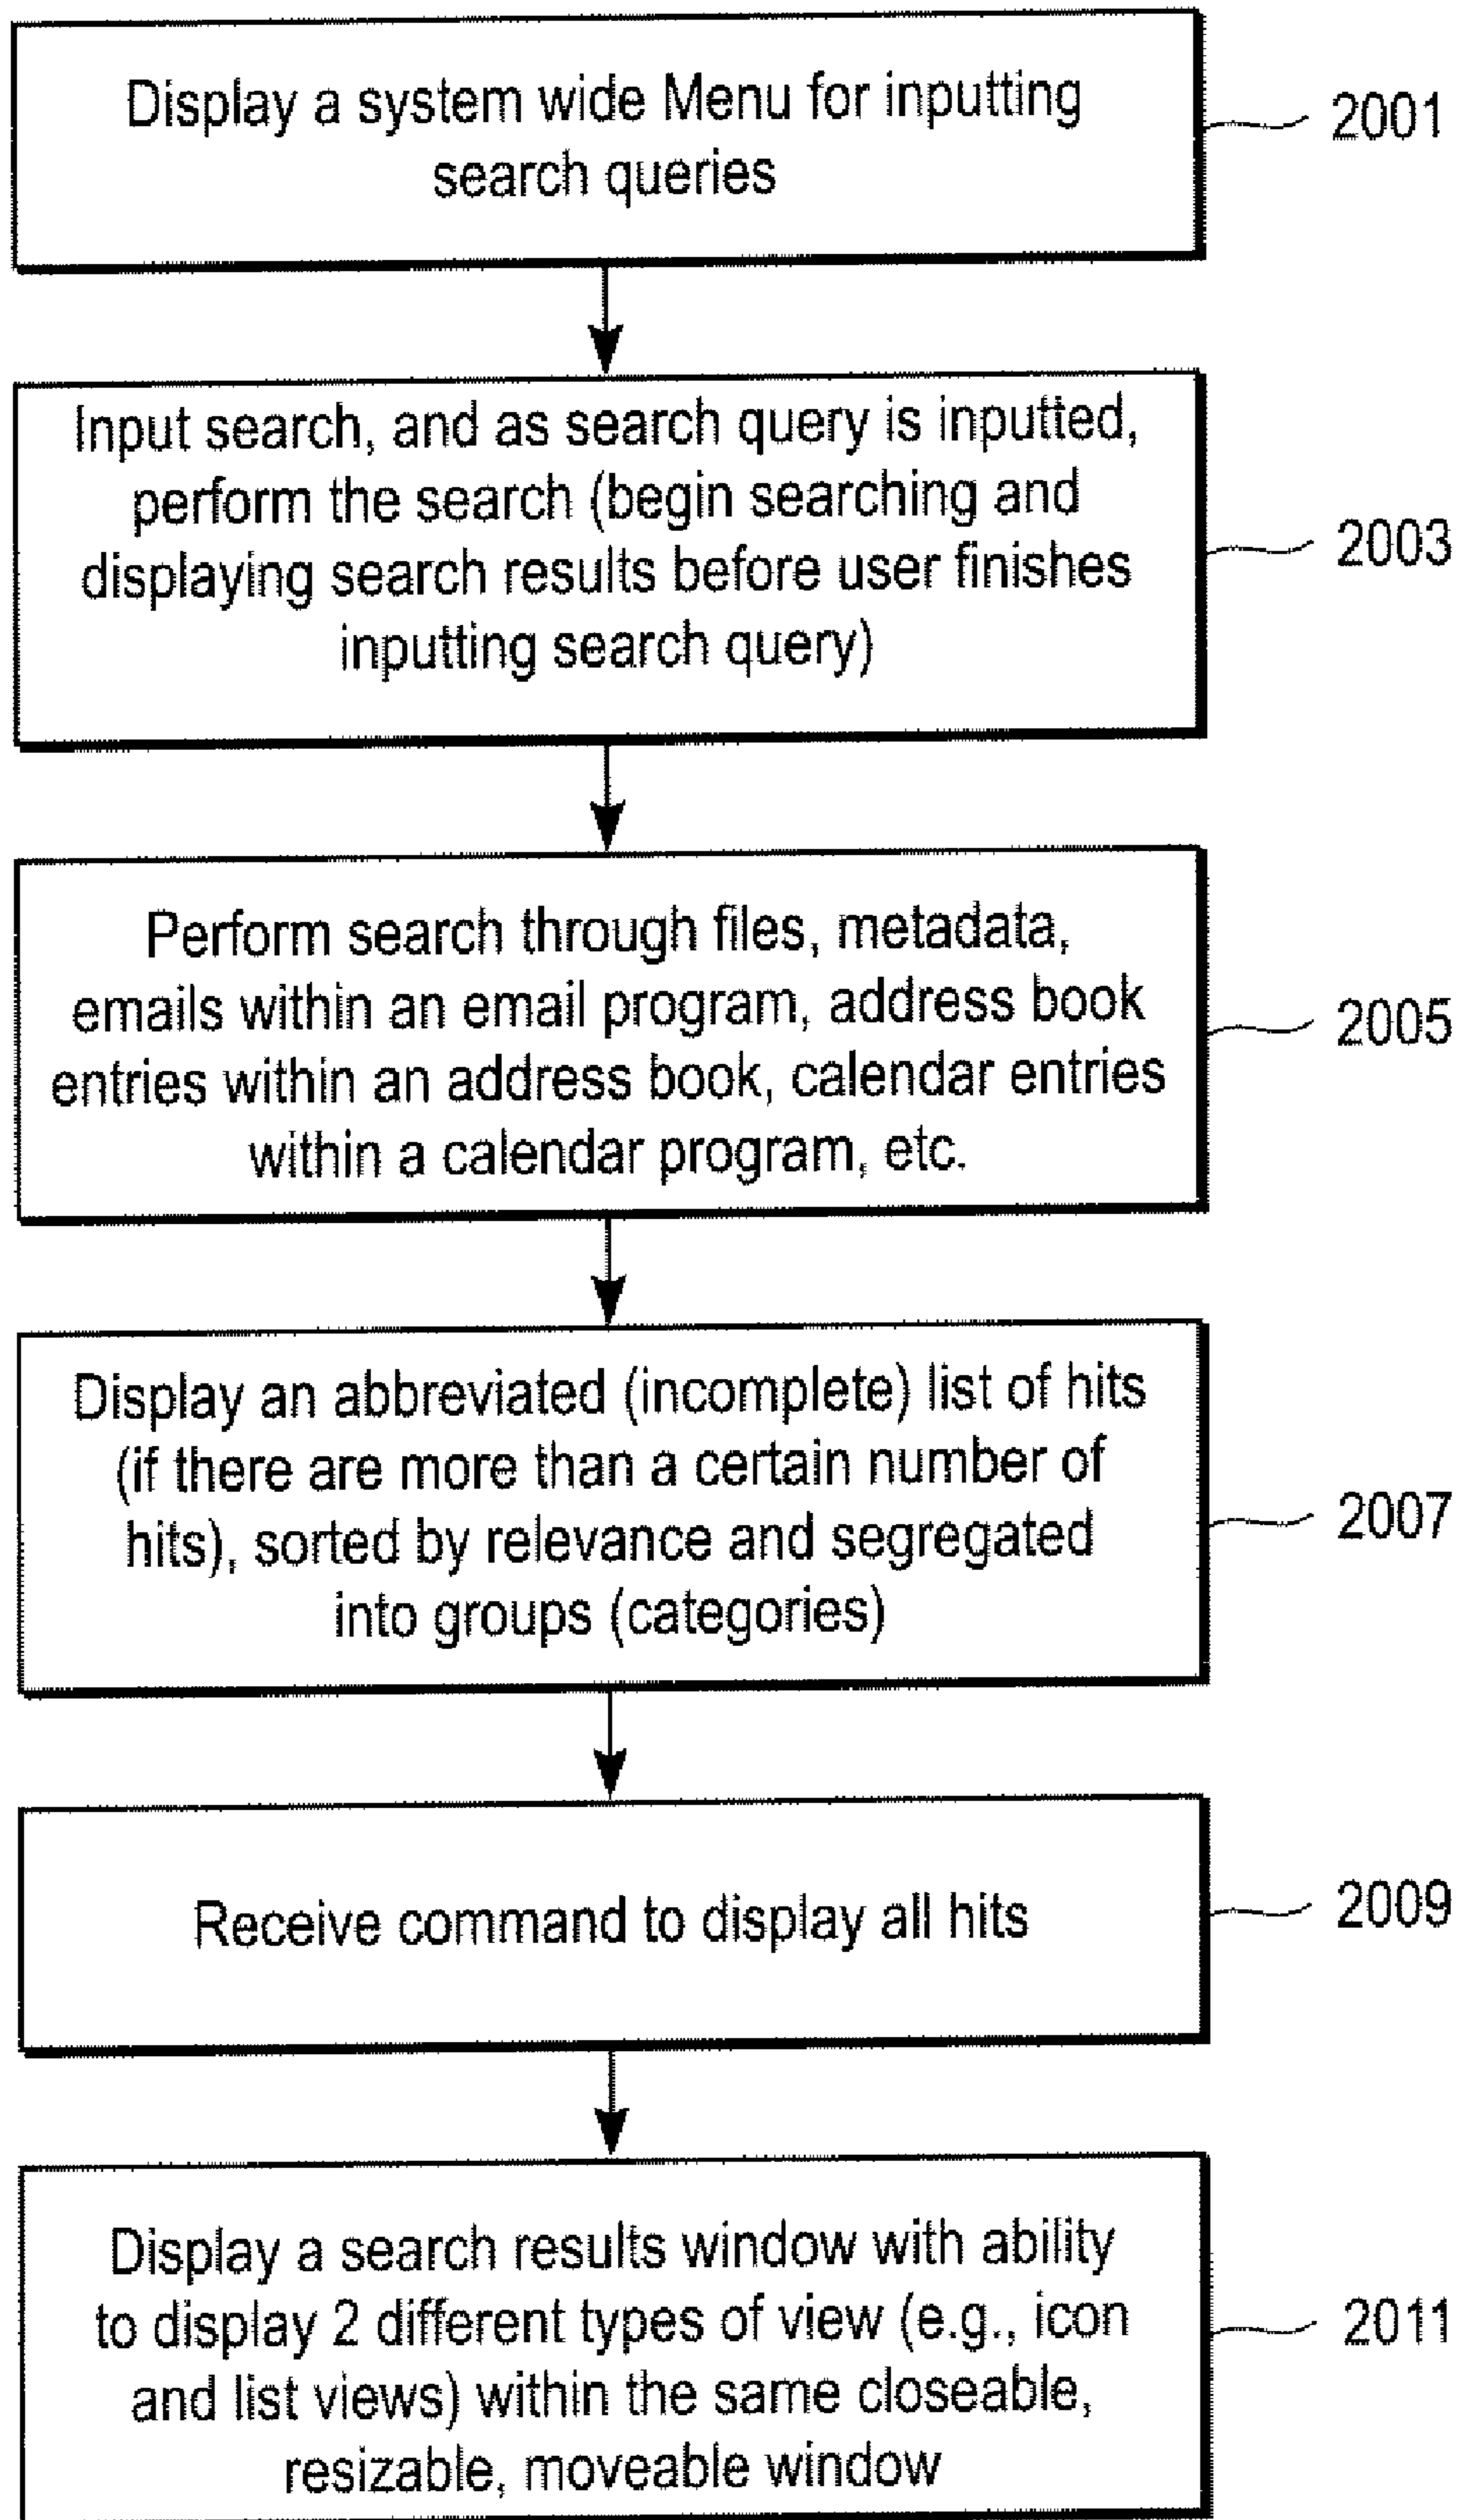 Display a system wide Menu for inputting
search queries
2001
Input search, and as search query is inputted,
perform the search (begin searching and
displaying search results before user finishes
inputting search query)
2003
Perform search through files, metadata,
emails within an email program, address book
entries within an address book, calendar entries
within a calendar program, etc.
2005
Display an abbreviated (incomplete) list of hits
(if there are more than a certain number of
hits), sorted by relevance and segregated
into groups (categories)
2007
Receive command to display all hits
2009
Display a search results window with ability
to display 2 different types of view (e.g., icon
and list views) within the same closeable,
resizable, moveable window
2011